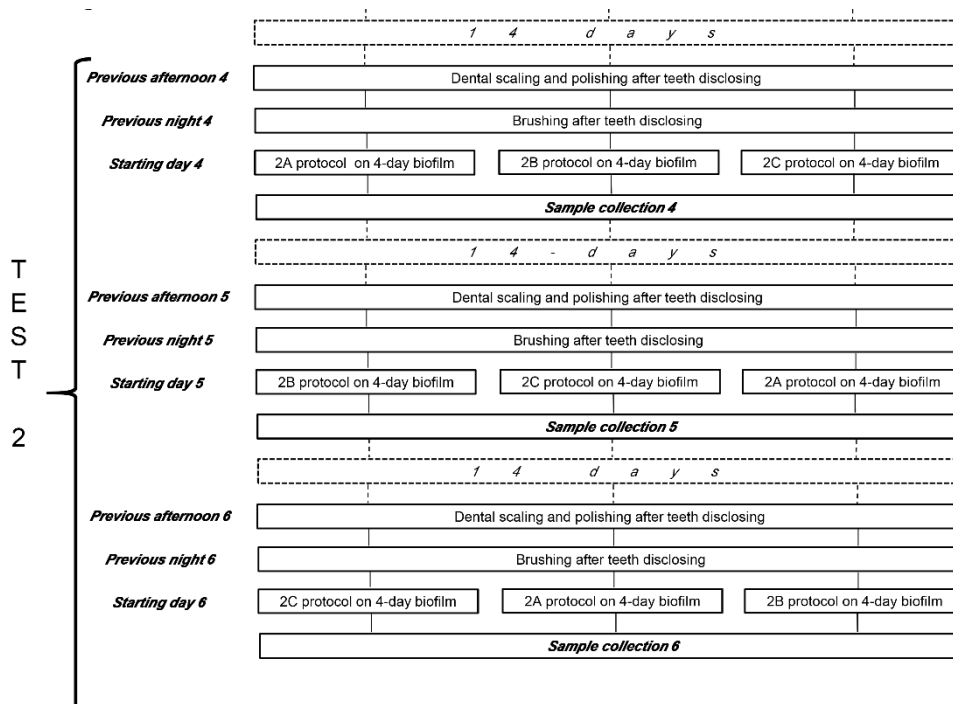 1 4 d a y s
Previous afternoon 4
Dental scaling and polishing after teeth disclosing
Previous night 4
Brushing after teeth disclosing
Starting day 4
2A protocol on 4-day biofilm
2B protocol on 4-day biofilm
2C protocol on 4-day biofilm
Sample collection 4
1 4 - d a y s
TEST 2
Previous afternoon 5
Dental scaling and polishing after teeth disclosing
Previous night 5
Brushing after teeth disclosing
Starting day 5
2B protocol on 4-day biofilm
2C protocol on 4-day biofilm
2A protocol on 4-day biofilm
Sample collection 5
1 4 d a y s
Previous afternoon 6
Dental scaling and polishing after teeth disclosing
Previous night 6
Brushing after teeth disclosing
Starting day 6
2C protocol on 4-day biofilm
2A protocol on 4-day biofilm
2B protocol on 4-day biofilm
Sample collection 6